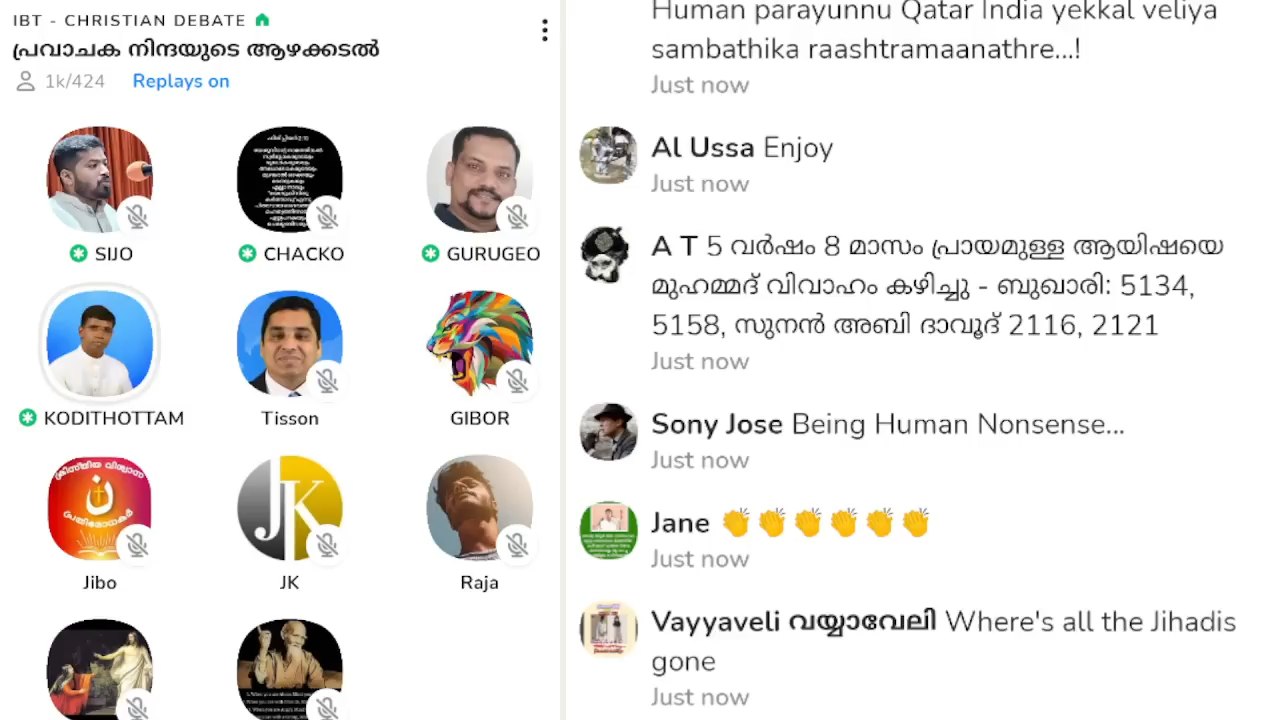 IBT - CHRISTIAN DEBATE
പ്രവാചക നിന്ദയുടെ ആഴക്കടൽ
1k/424 Replays on
SIJO CHACKO GURUGEO
KODITHOTTAM Tisson GIBOR
ക്രിസ്തീയ വിശ്വാസ
പ്രതിരോധകർ
JK
Jibo JK Raja
Human parayunnu Qatar India yekkal veliya
sambathika raashtramaanathre...!
Just now
Al Ussa Enjoy
Just now
A T 5 വർഷം 8 മാസം പ്രായമുള്ള ആയിഷയെ
മുഹമ്മദ് വിവാഹം കഴിച്ചു - ബുഖാരി: 5134,
5158, സുനൻ അബി ദാവൂദ് 2116, 2121
Just now
Sony Jose Being Human Nonsense...
Just now
Jane 👏 👏 👏 👏 👏 👏
Just now
Vayyaveli വയ്യാവേലി Where's all the Jihadis
gone
Just now